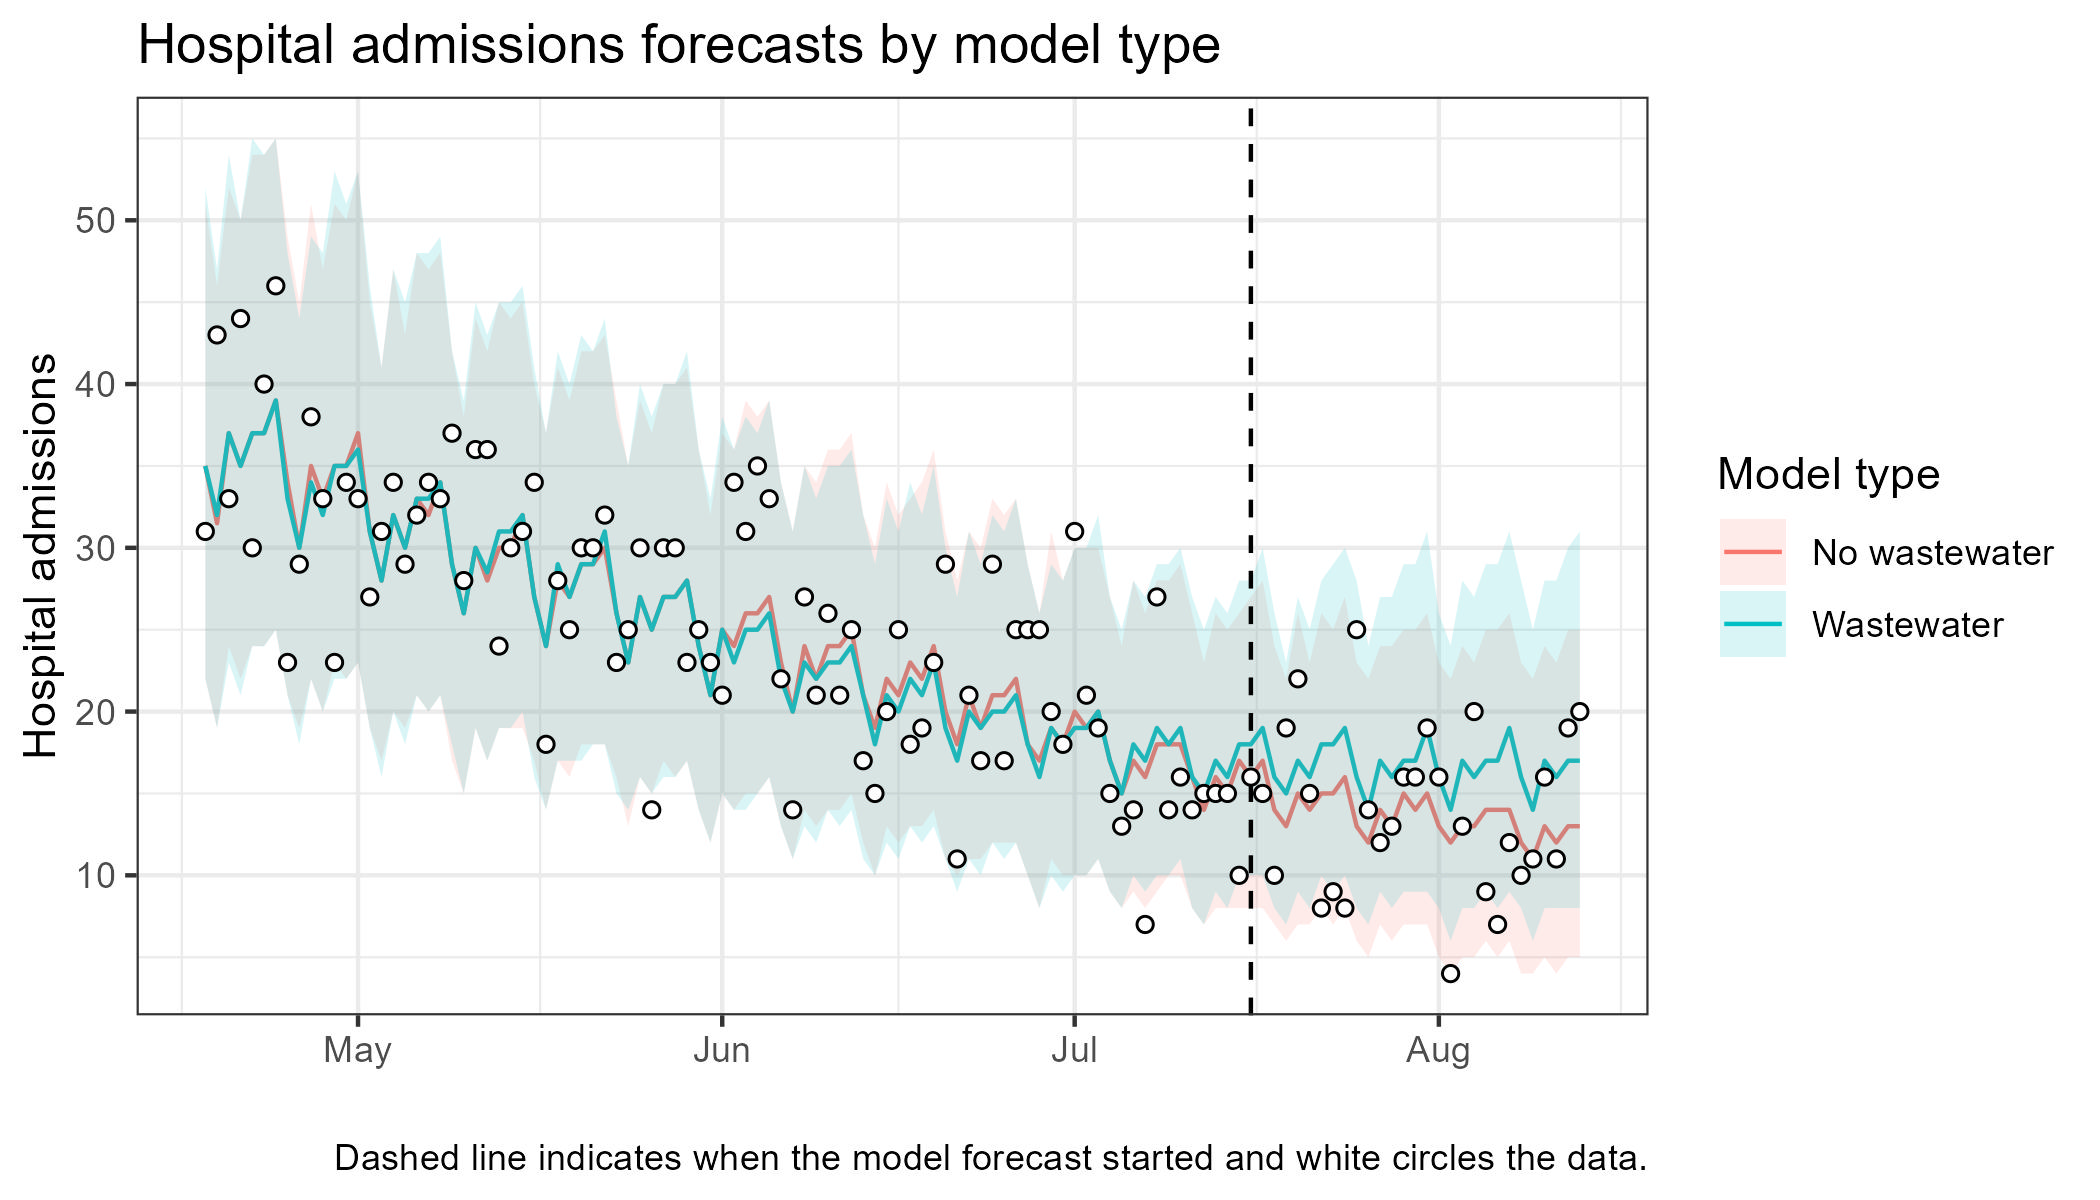 Hospital admissions forecasts by model type
Hospital admissions
50
40
30
20
10
May
Jun
Jul
Aug
Model type
No wastewater
Wastewater
Dashed line indicates when the model forecast started and white circles the data.